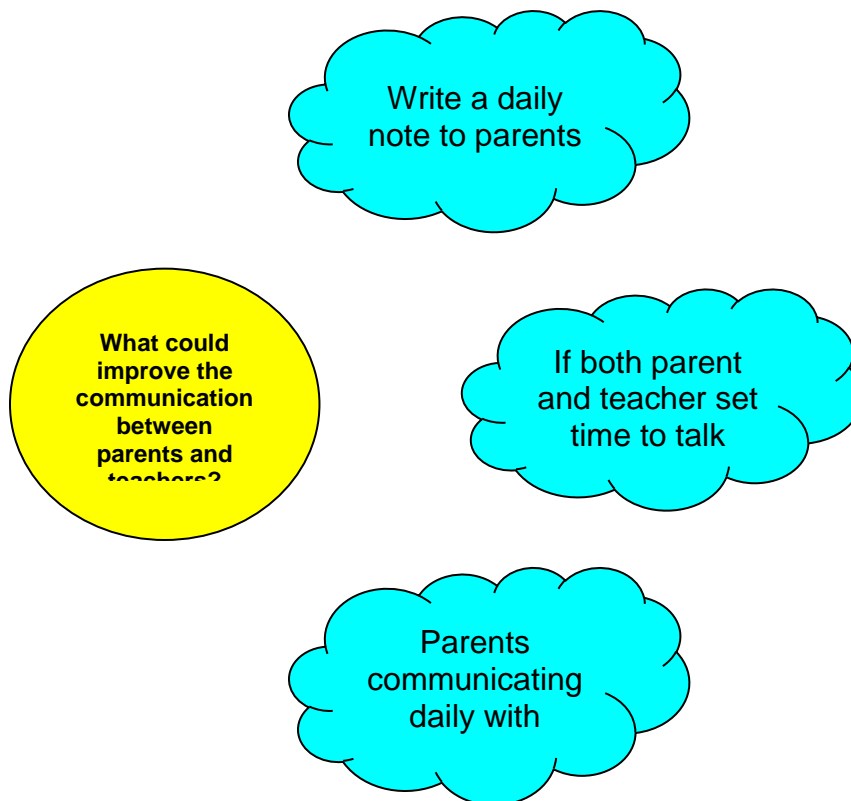 Write a daily
note to parents
What could
improve the
communication
between
parents and
teachers?
If both parent
and teacher set
time to talk
Parents
communicating
daily with